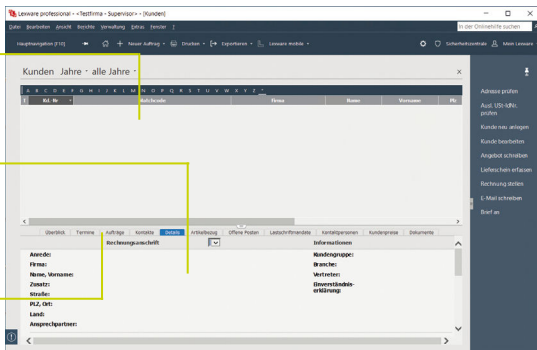 Lexware professional - <Testfirma - Supervisor> - [Kunden]
Datei Bearbeiten Ansicht Berichte Verwaltung Extras Fenster ?
In der Onlinehilfe suchen
Hauptnavigation (F10) Neuer Auftrag Drucken Exportieren Lexware mobile Sicherheitszentrale Mein Lexware
Kunden Jahre alle Jahre
A B C D E F G H I J K L M N O P Q R S T U V W X Y Z *
! Kd. Nr Matchcode Firma Name Vorname
Überblick Termine Aufträge Kontakte Details Artikelbezug Offene Posten Lastschriftmandate Kontaktpersonen Kundenpreise Dokumente
Rechnungsanschrift Informationen
Anrede: Kundengruppe:
Firma: Branche:
Name, Vorname: Vertreter:
Zusatz: Einverständnis-
Straße: erklärung:
PLZ, Ort:
Land:
Ansprechpartner:
Adresse prüfen
Ausl. USt-IdNr.
prüfen
Kunde neu anlegen
Kunde bearbeiten
Angebot schreiben
Lieferschein erfassen
Rechnung stellen
E-Mail schreiben
Brief an